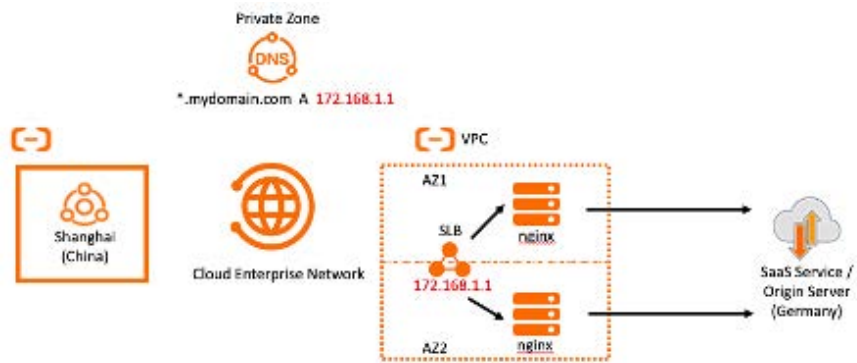 Private Zone
DNS
*.mydomain.com A 172.168.1.1
VPC
AZ1
Shanghai
(China)
Cloud Enterprise Network
SLB
nginx
172.168.1.1
nginx
AZ2
SaaS Service /
Origin Server
(Germany)